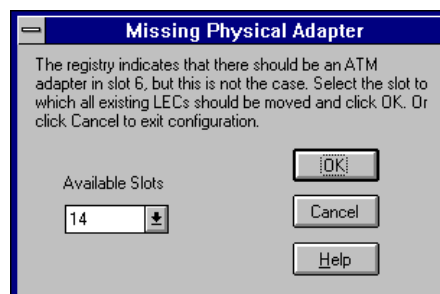 Missing Physical Adapter
The registry indicates that there should be an ATM
adapter in slot 6, but this is not the case. Select the slot to
which all existing LECs should be moved and click OK. Or
click Cancel to exit configuration.
OK
Available Slots
14
Cancel
Help